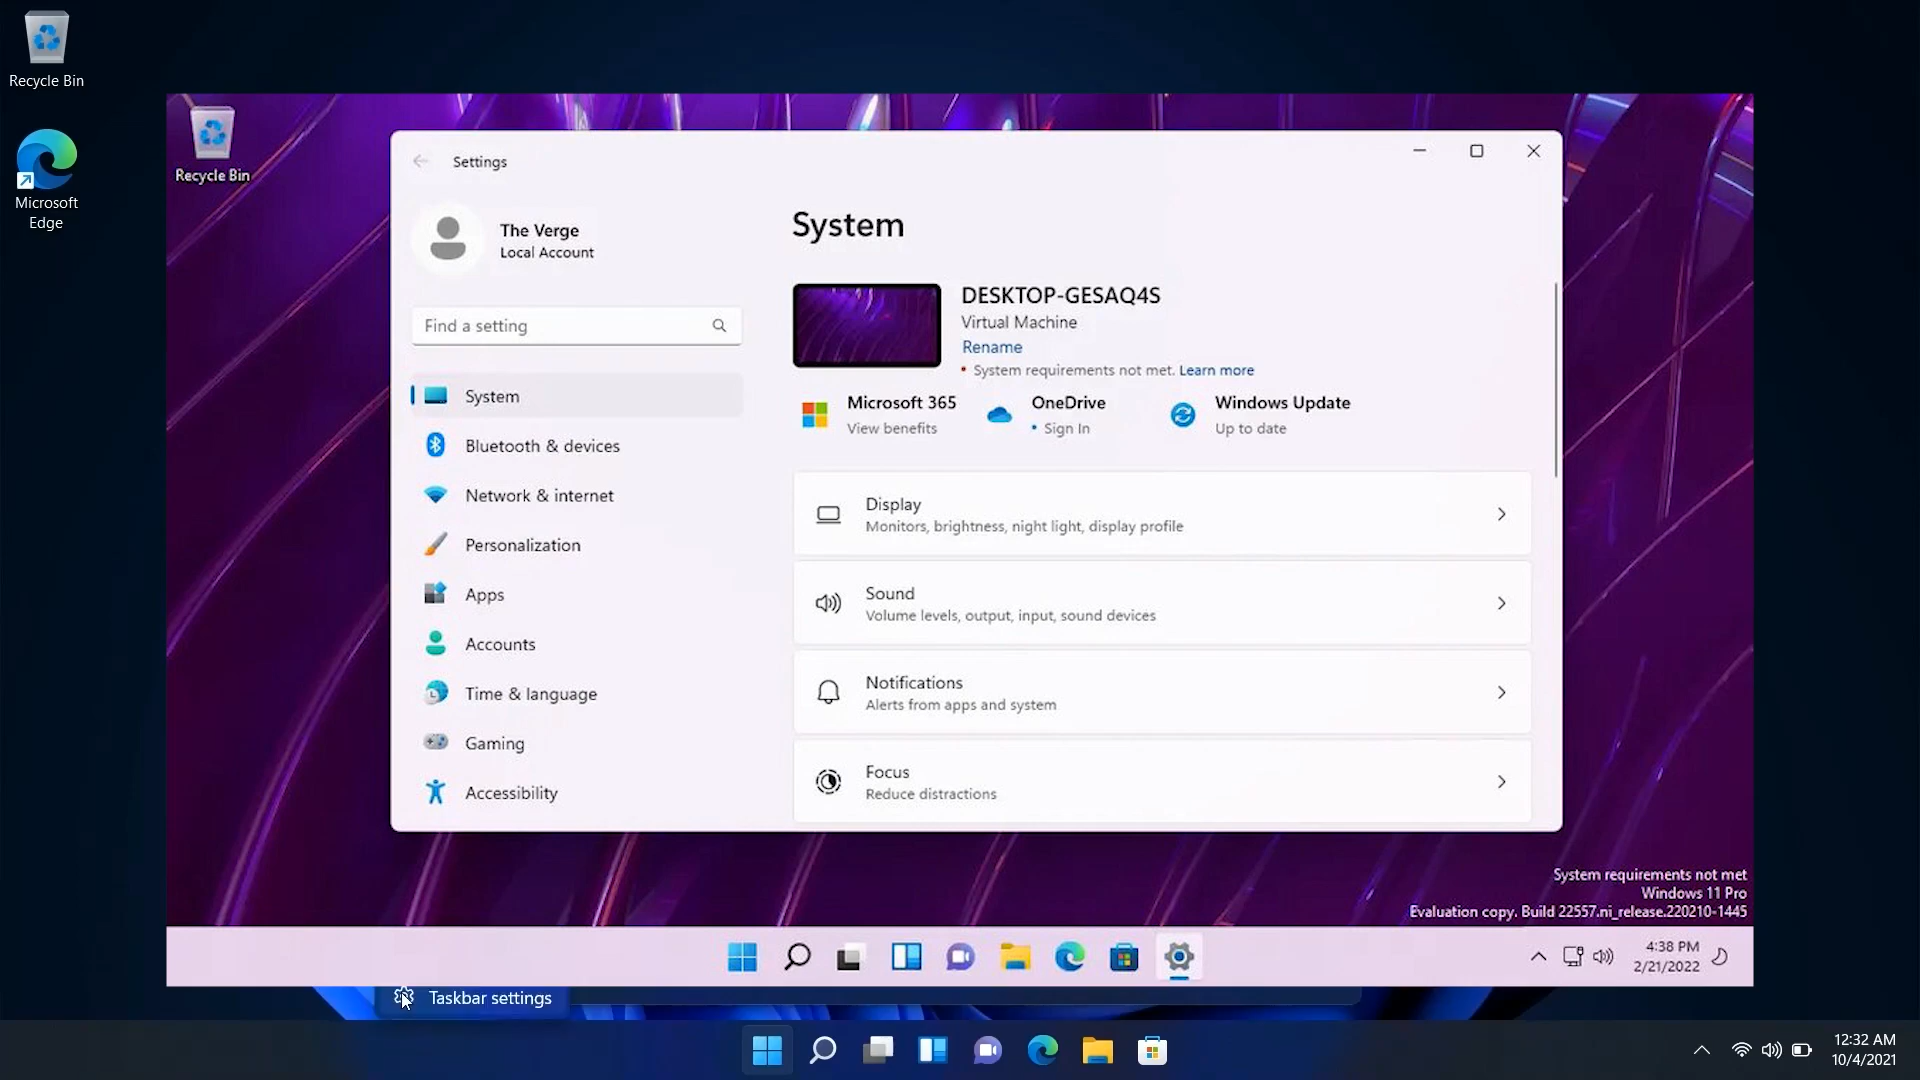 Recycle Bin
Microsoft
Edge
Recycle Bin
Settings
The Verge
Local Account
Find a setting
System
Bluetooth & devices
Network & internet
Personalization
Apps
Accounts
Time & language
Gaming
Accessibility
System
DESKTOP-GESAQ4S
Virtual Machine
Rename
• System requirements not met. Learn more
Microsoft 365
View benefits
OneDrive
• Sign In
Windows Update
Up to date
Display
Monitors, brightness, night light, display profile
Sound
Volume levels, output, input, sound devices
Notifications
Alerts from apps and system
Focus
Reduce distractions
System requirements not met
Windows 11 Pro
Evaluation copy. Build 22557.ni_release.220210-1445
4:38 PM
2/21/2022
Taskbar settings
12:32 AM
10/4/2021